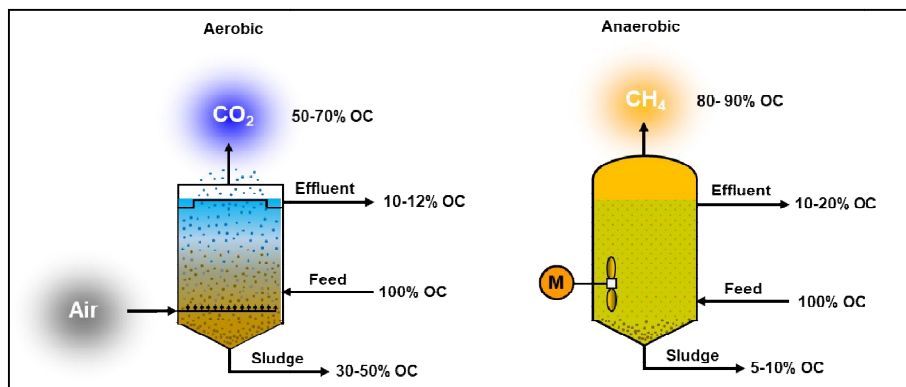 Aerobic
CO₂
50-70% OC
Effluent
10-12% OC
Feed
100% OC
Air
Sludge
30-50% OC
Anaerobic
CH₄
80- 90% OC
Effluent
10-20% OC
M
Feed
100% OC
Sludge
5-10% OC